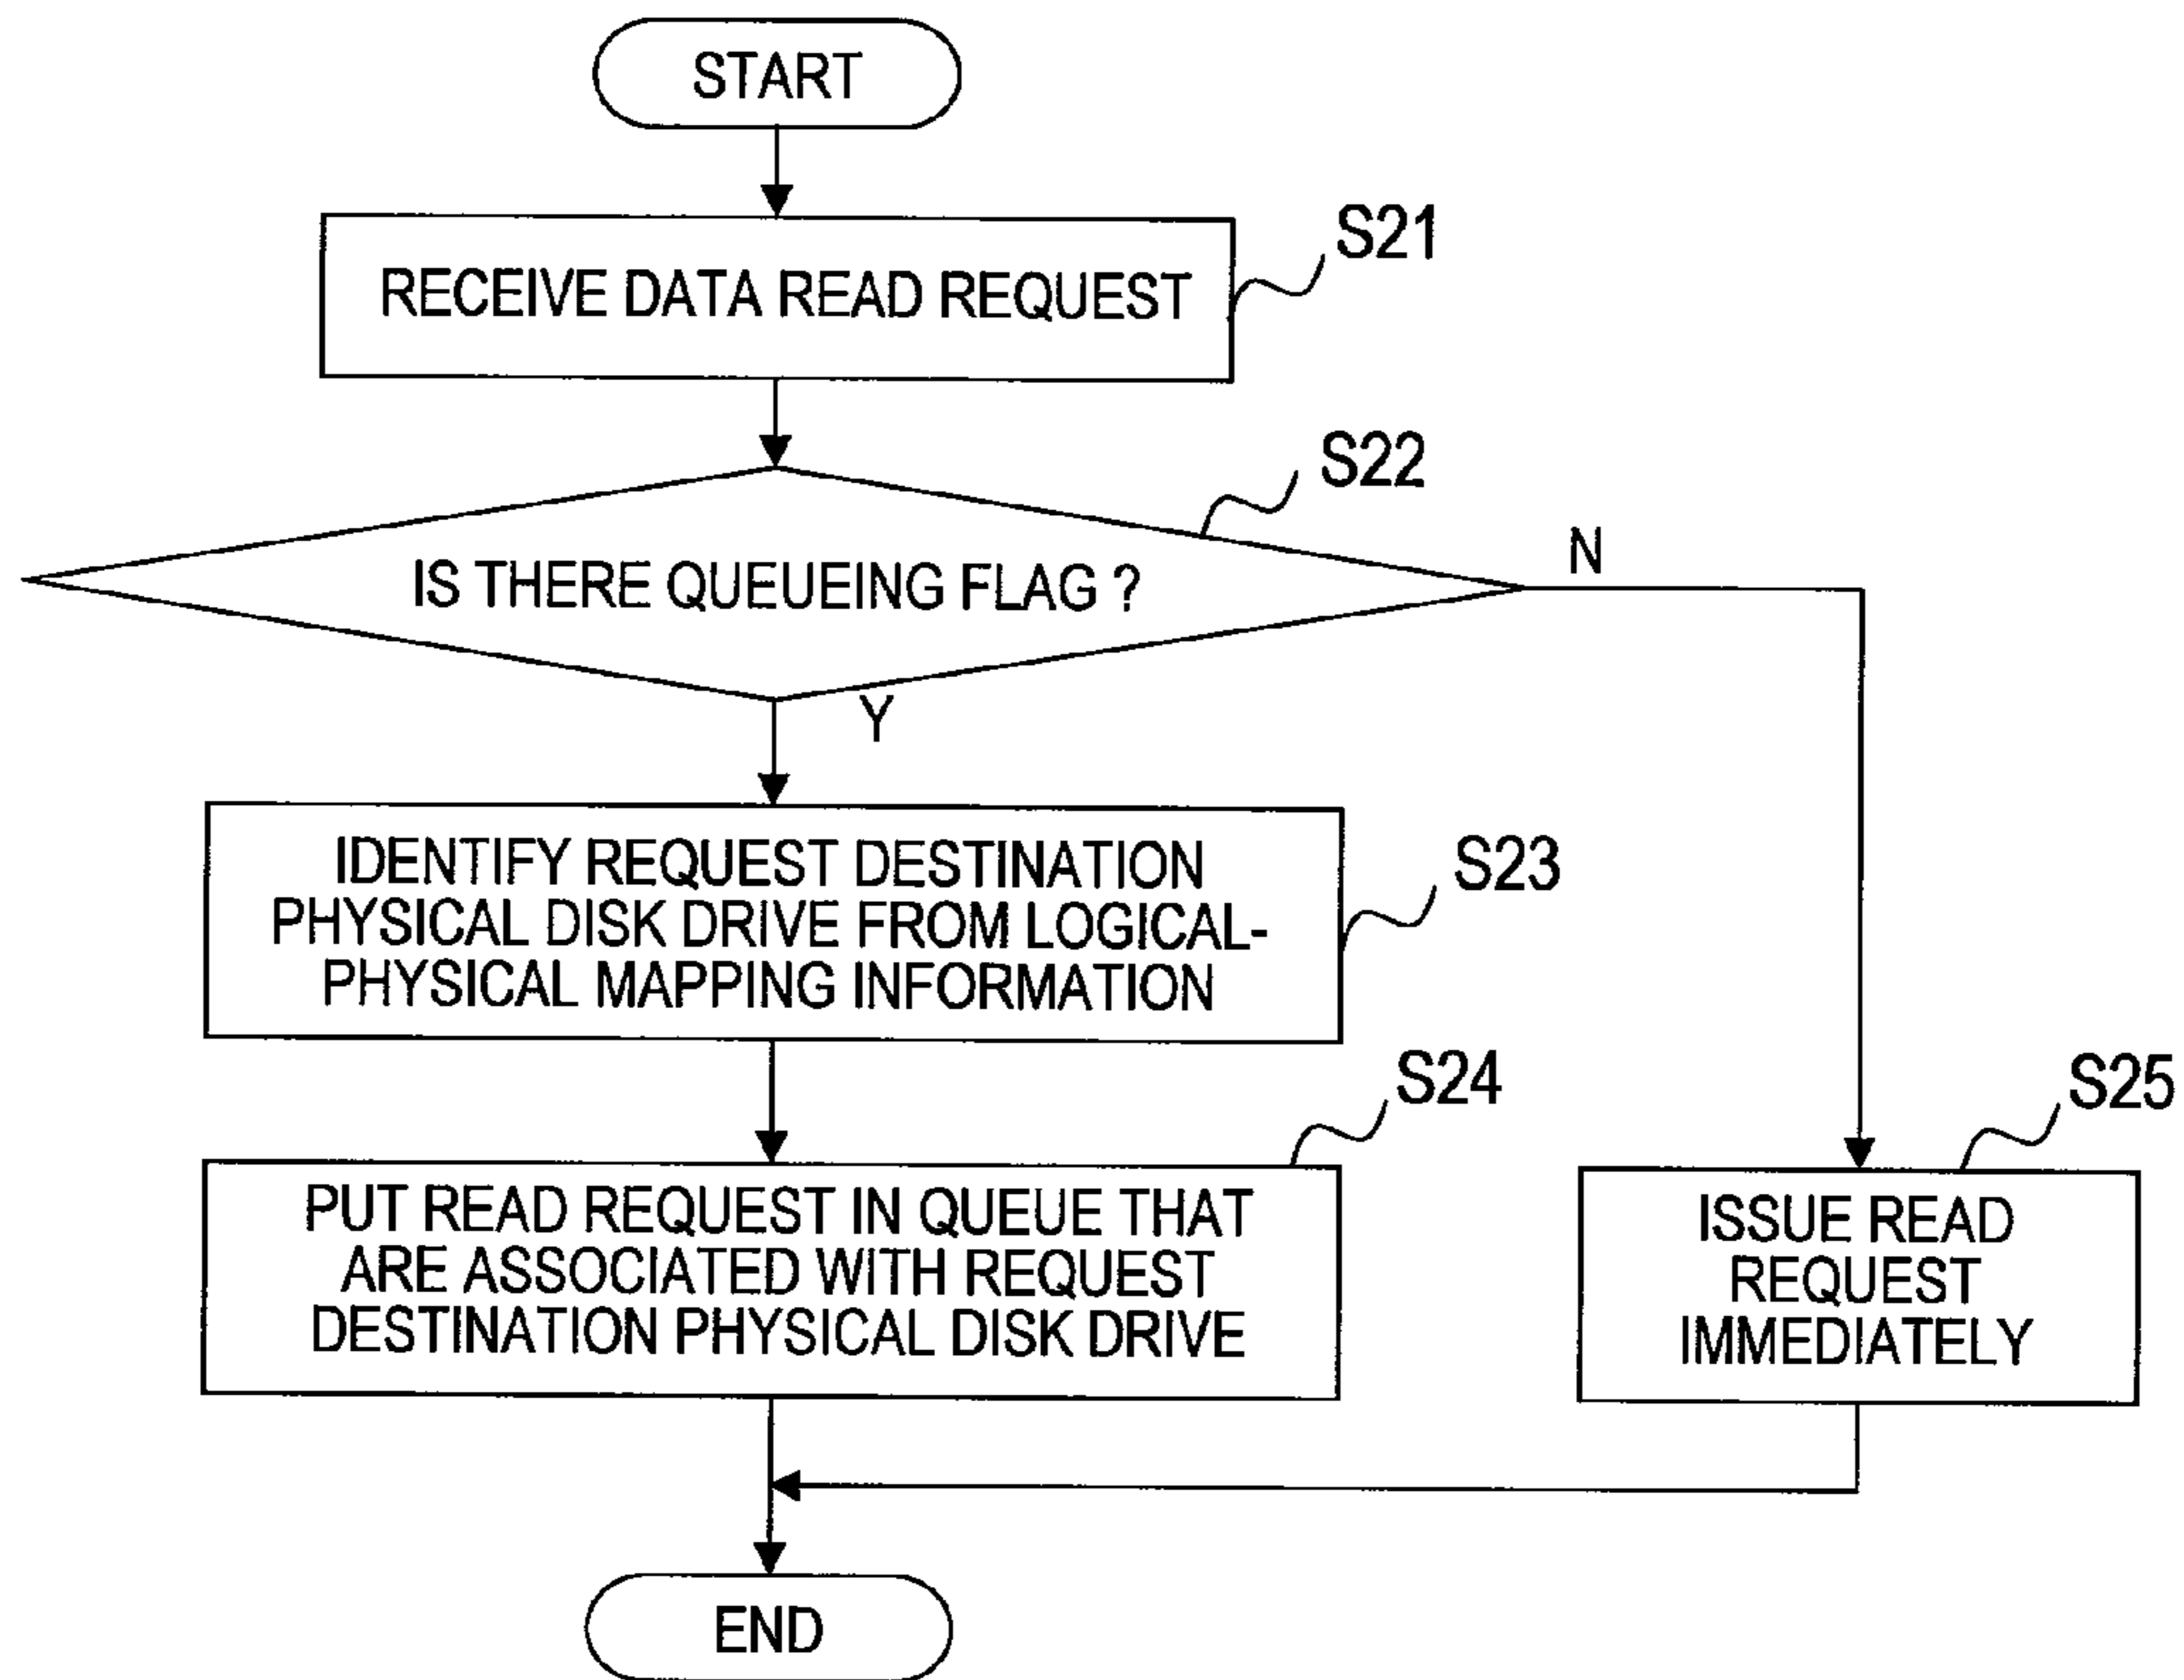 START
RECEIVE DATA READ REQUEST
S21
IS THERE QUEUEING FLAG ?
S22
N
Y
IDENTIFY REQUEST DESTINATION
PHYSICAL DISK DRIVE FROM LOGICAL-
PHYSICAL MAPPING INFORMATION
S23
PUT READ REQUEST IN QUEUE THAT
ARE ASSOCIATED WITH REQUEST
DESTINATION PHYSICAL DISK DRIVE
S24
ISSUE READ
REQUEST
IMMEDIATELY
S25
END